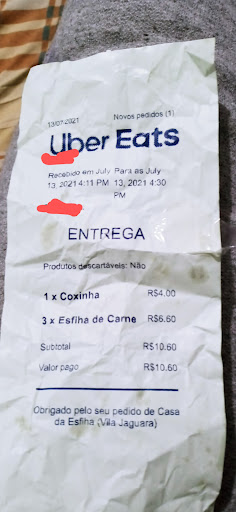 13/07/2021 Novos pedidos (1)
Uber Eats
Recebido em July Para as July
13, 2021 4:11 PM 13, 2021 4:30
PM
ENTREGA
Produtos descartáveis: Não
1 x Coxinha R$4.00
3 x Esfiha de Carne R$6.60
Subtotal R$10.60
Valor pago R$10.60
Obrigado pelo seu pedido de Casa
da Esfiha (Vila Jaguara)